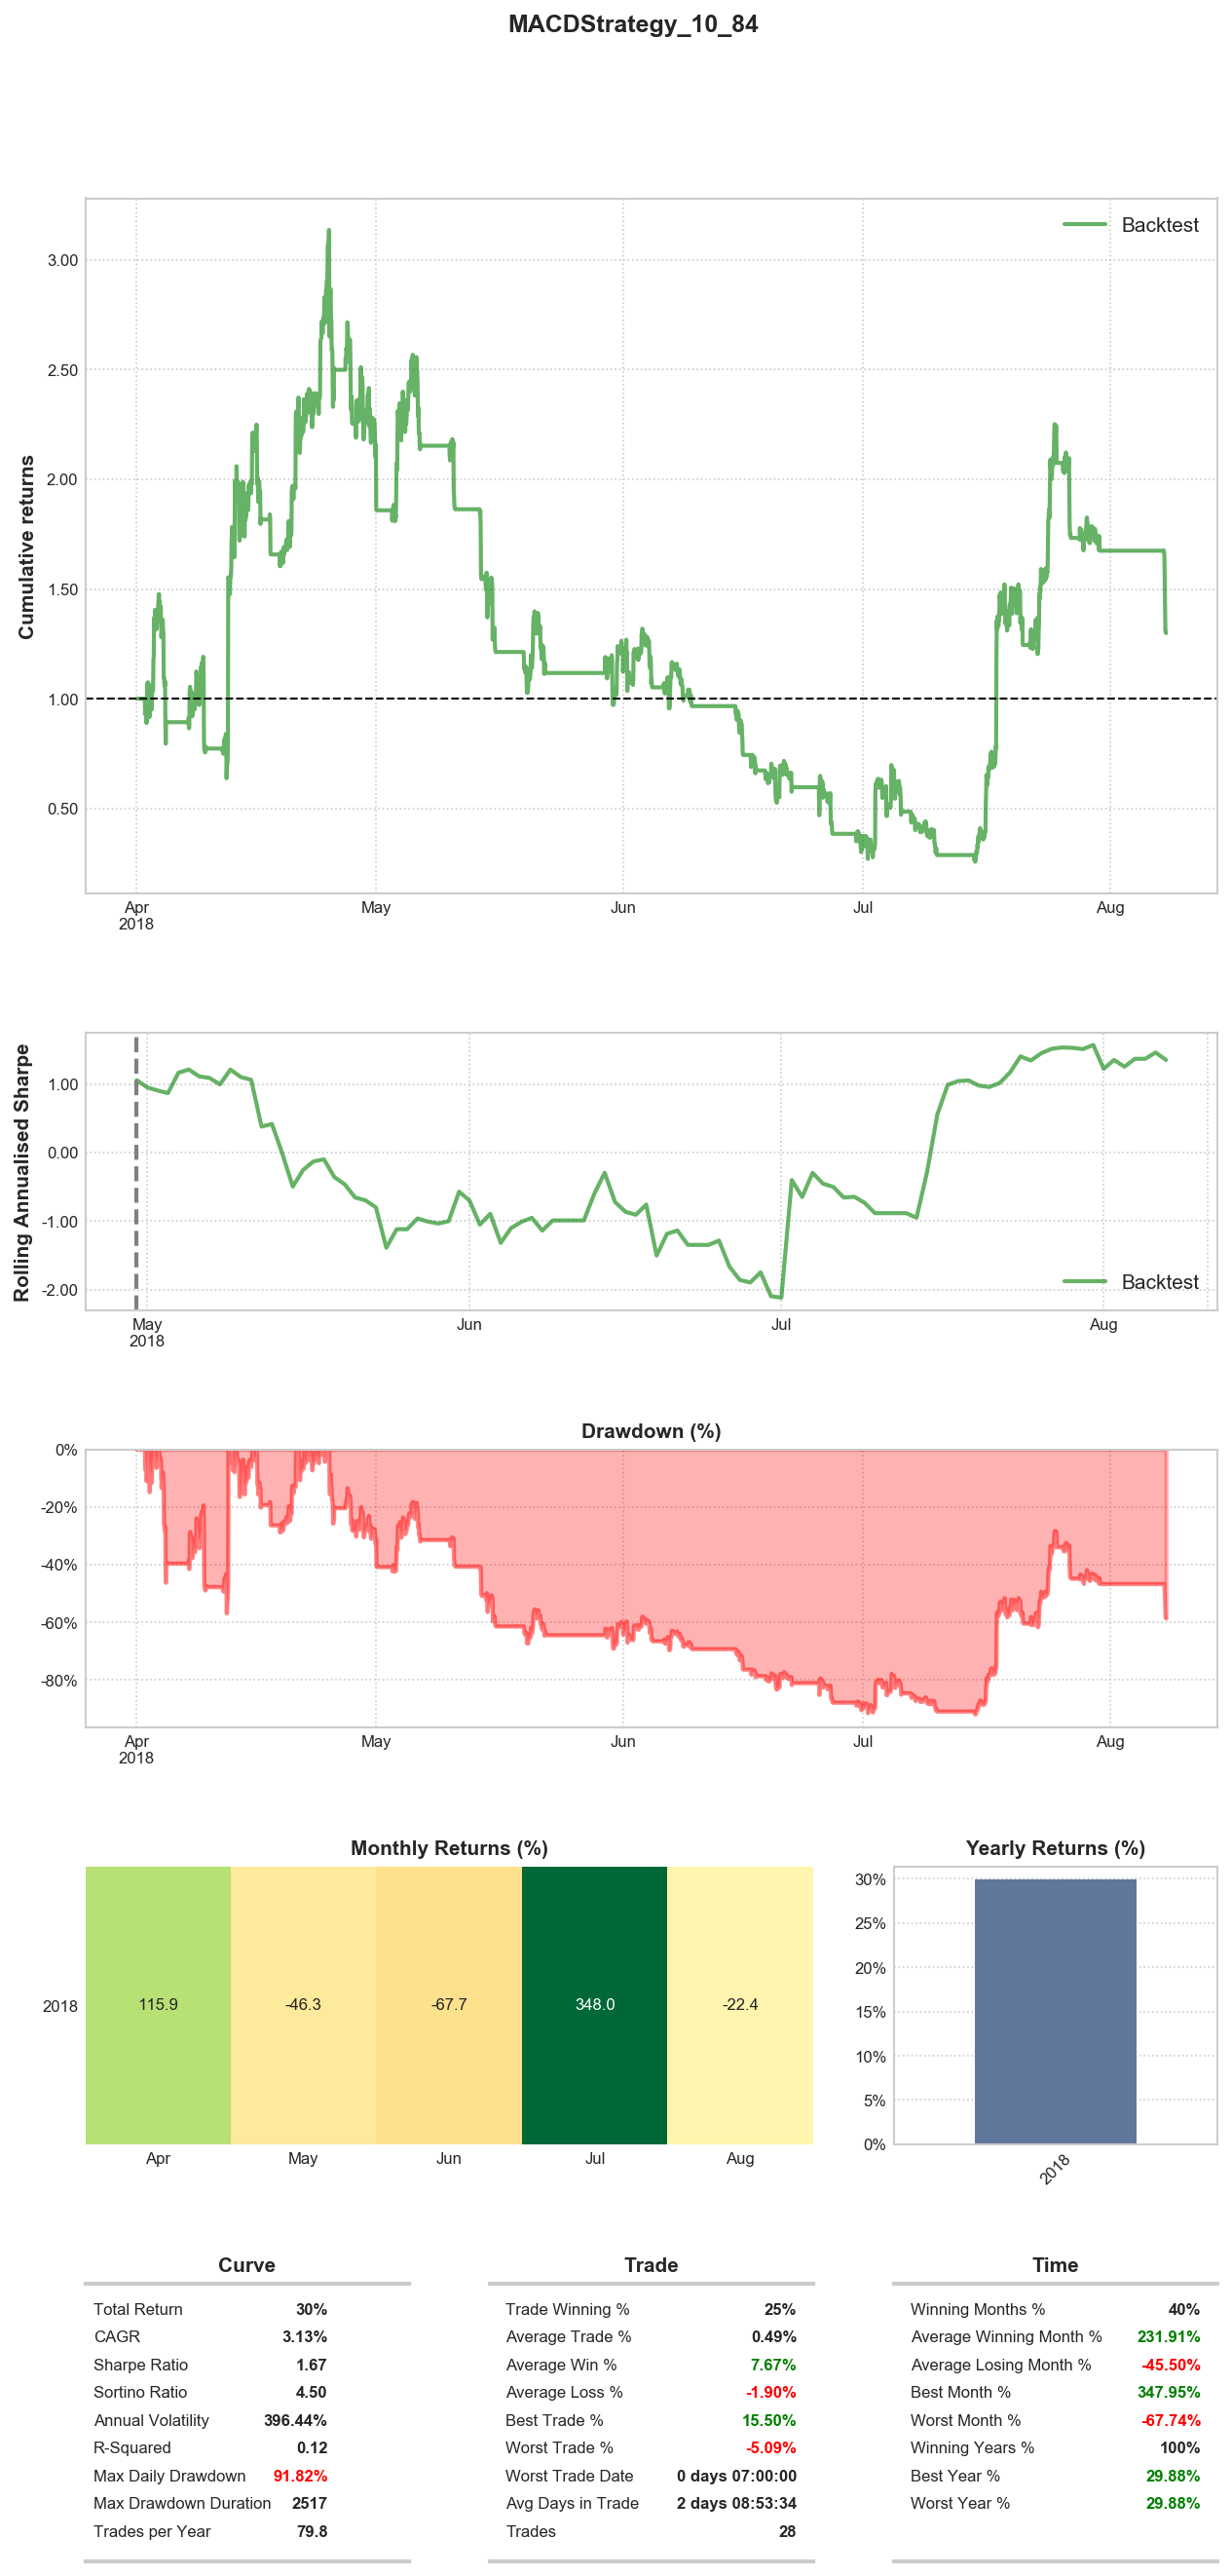 MACDStrategy_10_84
Backtest
Cumulative returns
3.00
2.50
2.00
1.50
1.00
0.50
Apr
2018
May
Jun
Jul
Aug
Rolling Annualised Sharpe
1.00
0.00
-1.00
-2.00
Backtest
May
2018
Jun
Jul
Aug
Drawdown (%)
0%
-20%
-40%
-60%
-80%
Apr
2018
May
Jun
Jul
Aug
Monthly Returns (%)
2018
115.9 -46.3 -67.7 348.0 -22.4
Apr May Jun Jul Aug
Yearly Returns (%)
30%
25%
20%
15%
10%
5%
0%
2018
Curve
Total Return 30%
CAGR 3.13%
Sharpe Ratio 1.67
Sortino Ratio 4.50
Annual Volatility 396.44%
R-Squared 0.12
Max Daily Drawdown 91.82%
Max Drawdown Duration 2517
Trades per Year 79.8
Trade
Trade Winning % 25%
Average Trade % 0.49%
Average Win % 7.67%
Average Loss % -1.90%
Best Trade % 15.50%
Worst Trade % -5.09%
Worst Trade Date 0 days 07:00:00
Avg Days in Trade 2 days 08:53:34
Trades 28
Time
Winning Months % 40%
Average Winning Month % 231.91%
Average Losing Month % -45.50%
Best Month % 347.95%
Worst Month % -67.74%
Winning Years % 100%
Best Year % 29.88%
Worst Year % 29.88%